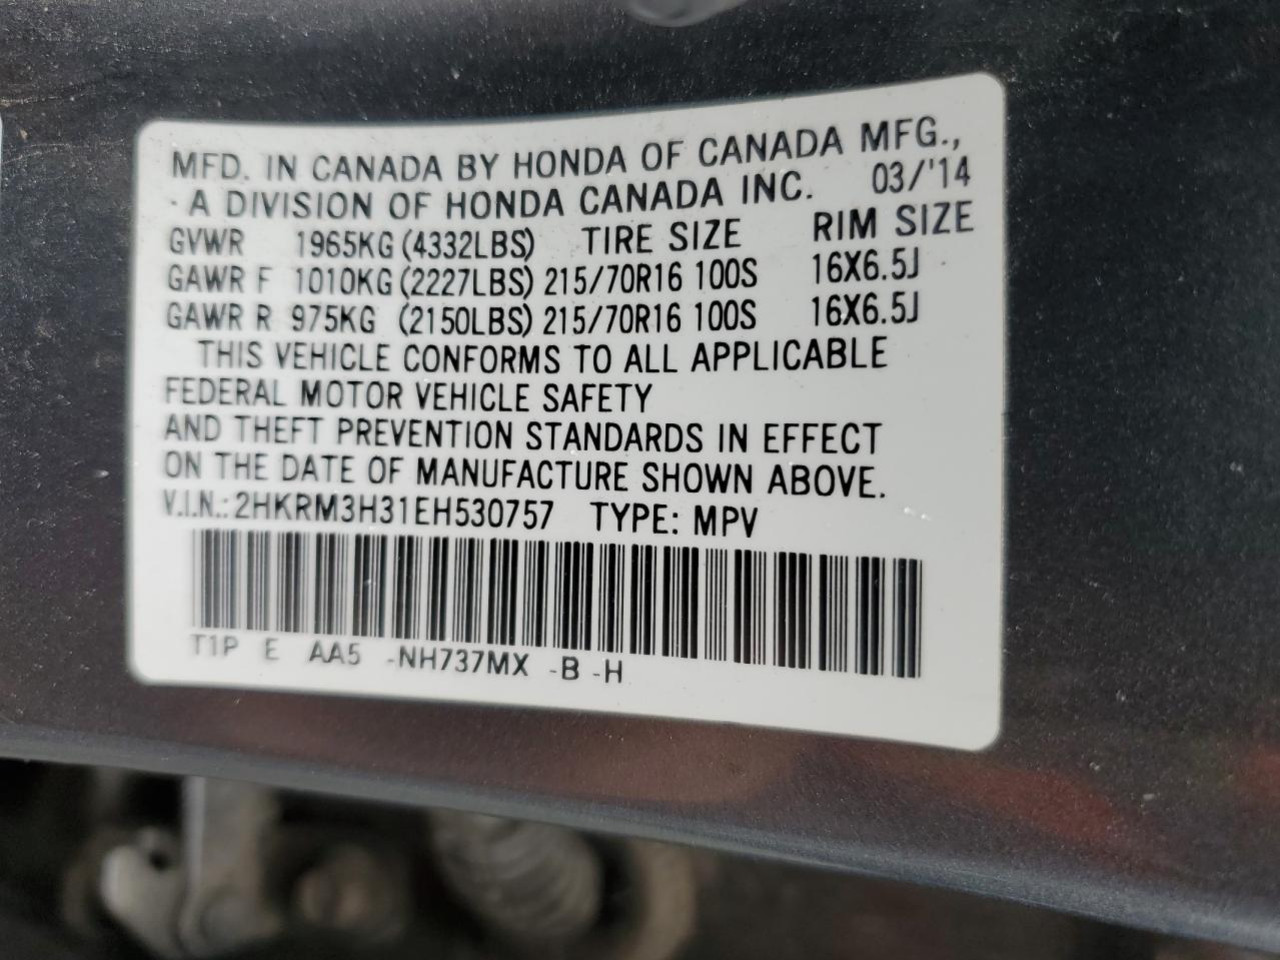 MFD. IN CANADA BY HONDA OF CANADA MFG.,
A DIVISION OF HONDA CANADA INC. 03/'14
GVWR 1965KG (4332LBS) TIRE SIZE RIM SIZE
GAWR F 1010KG (2227LBS) 215/70R16 100S 16X6.5J
GAWR R 975KG (2150LBS) 215/70R16 100S 16X6.5J
THIS VEHICLE CONFORMS TO ALL APPLICABLE
FEDERAL MOTOR VEHICLE SAFETY
AND THEFT PREVENTION STANDARDS IN EFFECT
ON THE DATE OF MANUFACTURE SHOWN ABOVE.
V.I.N.: 2HKRM3H31EH530757 TYPE: MPV
T1P E AA5 -NH737MX -B -H